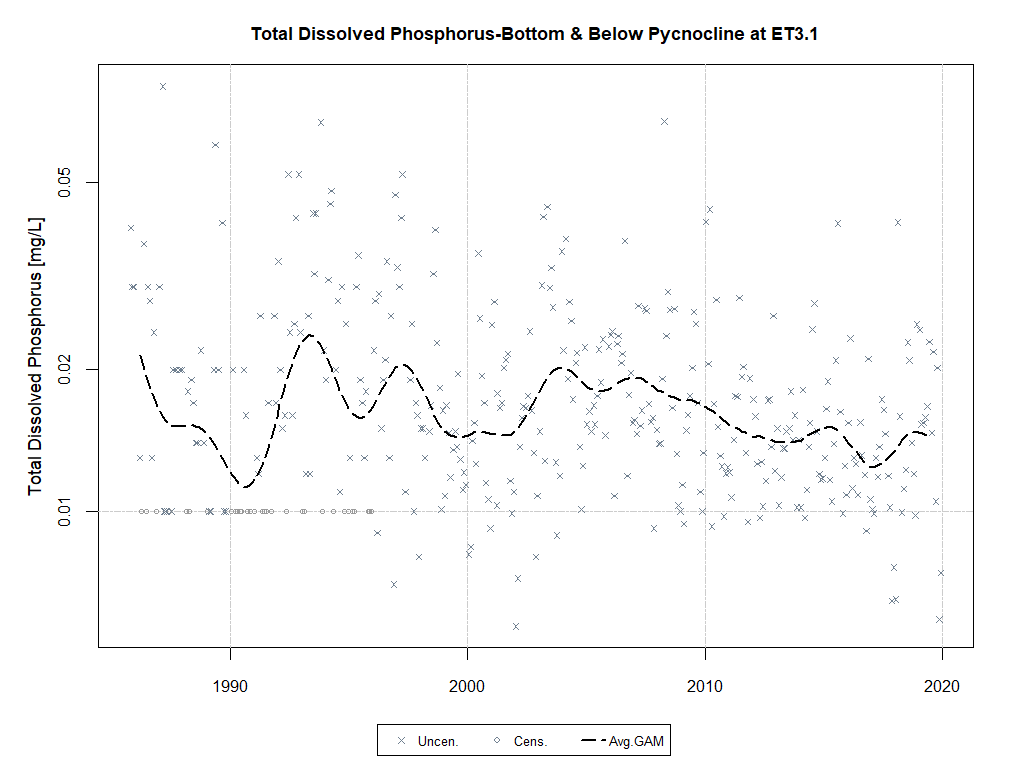 Total Dissolved Phosphorus-Bottom & Below Pycnocline at ET3.1
Total Dissolved Phosphorus [mg/L]
0.05
0.02
0.01
1990 2000 2010 2020
Uncen. Cens. Avg.GAM